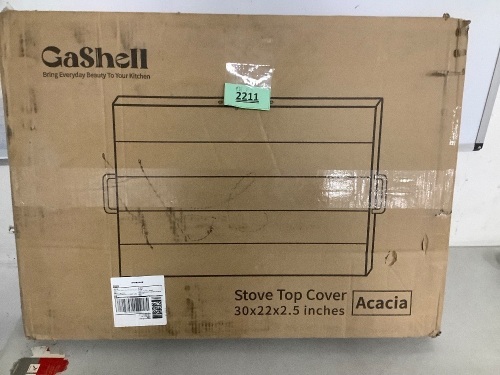 GaShell
Bring Everyday Beauty To Your Kitchen
2211
Stove Top Cover
30x22x2.5 inches
Acacia